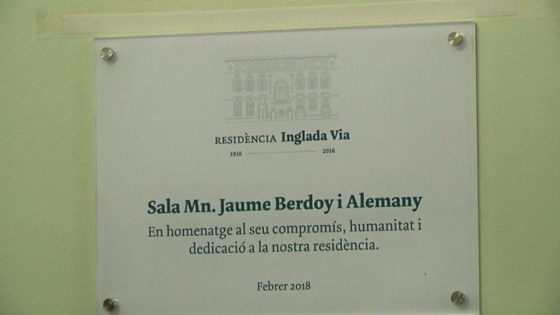 RESIDÈNCIA Inglada Via
1916 2016
Sala Mn. Jaume Berdoy i Alemany
En homenatge al seu compromís, humanitat i
dedicació a la nostra residència.
Febrer 2018